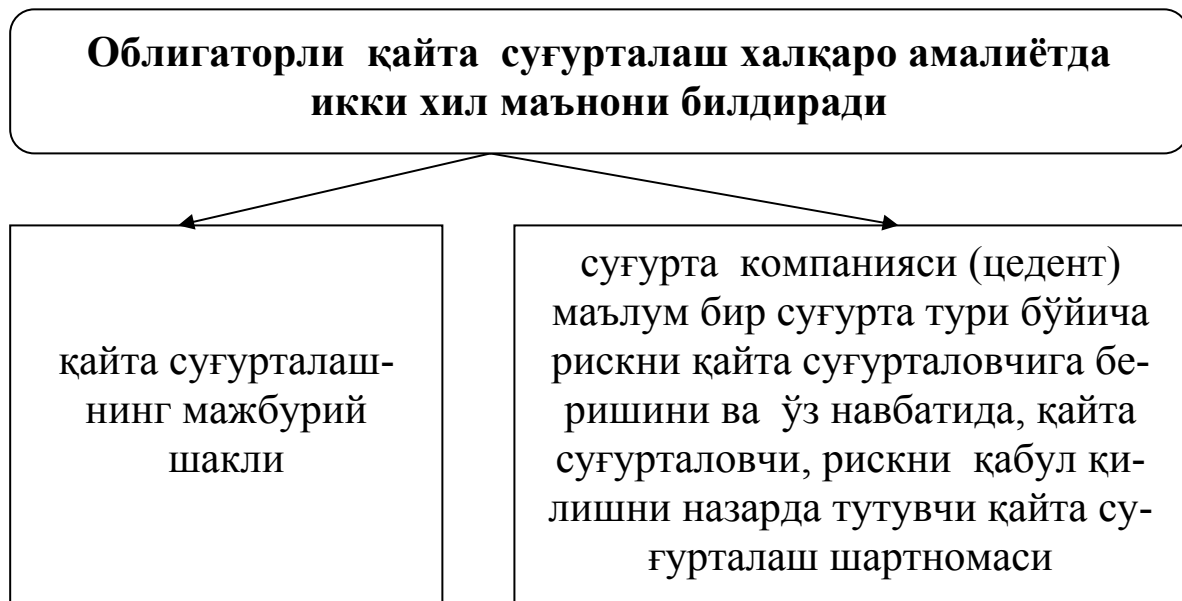 Облигаторли қайта суғурталаш халқаро амалиётда
икки хил маънони билдиради
қайта суғурталаш-
нинг мажбурий
шакли
суғурта компанияси (цедент)
маълум бир суғурта тури бўйича
рискни қайта суғурталовчига бе-
ришини ва ўз навбатида, қайта
суғурталовчи, рискни қабул қи-
лишни назарда тутувчи қайта су-
ғурталаш шартномаси